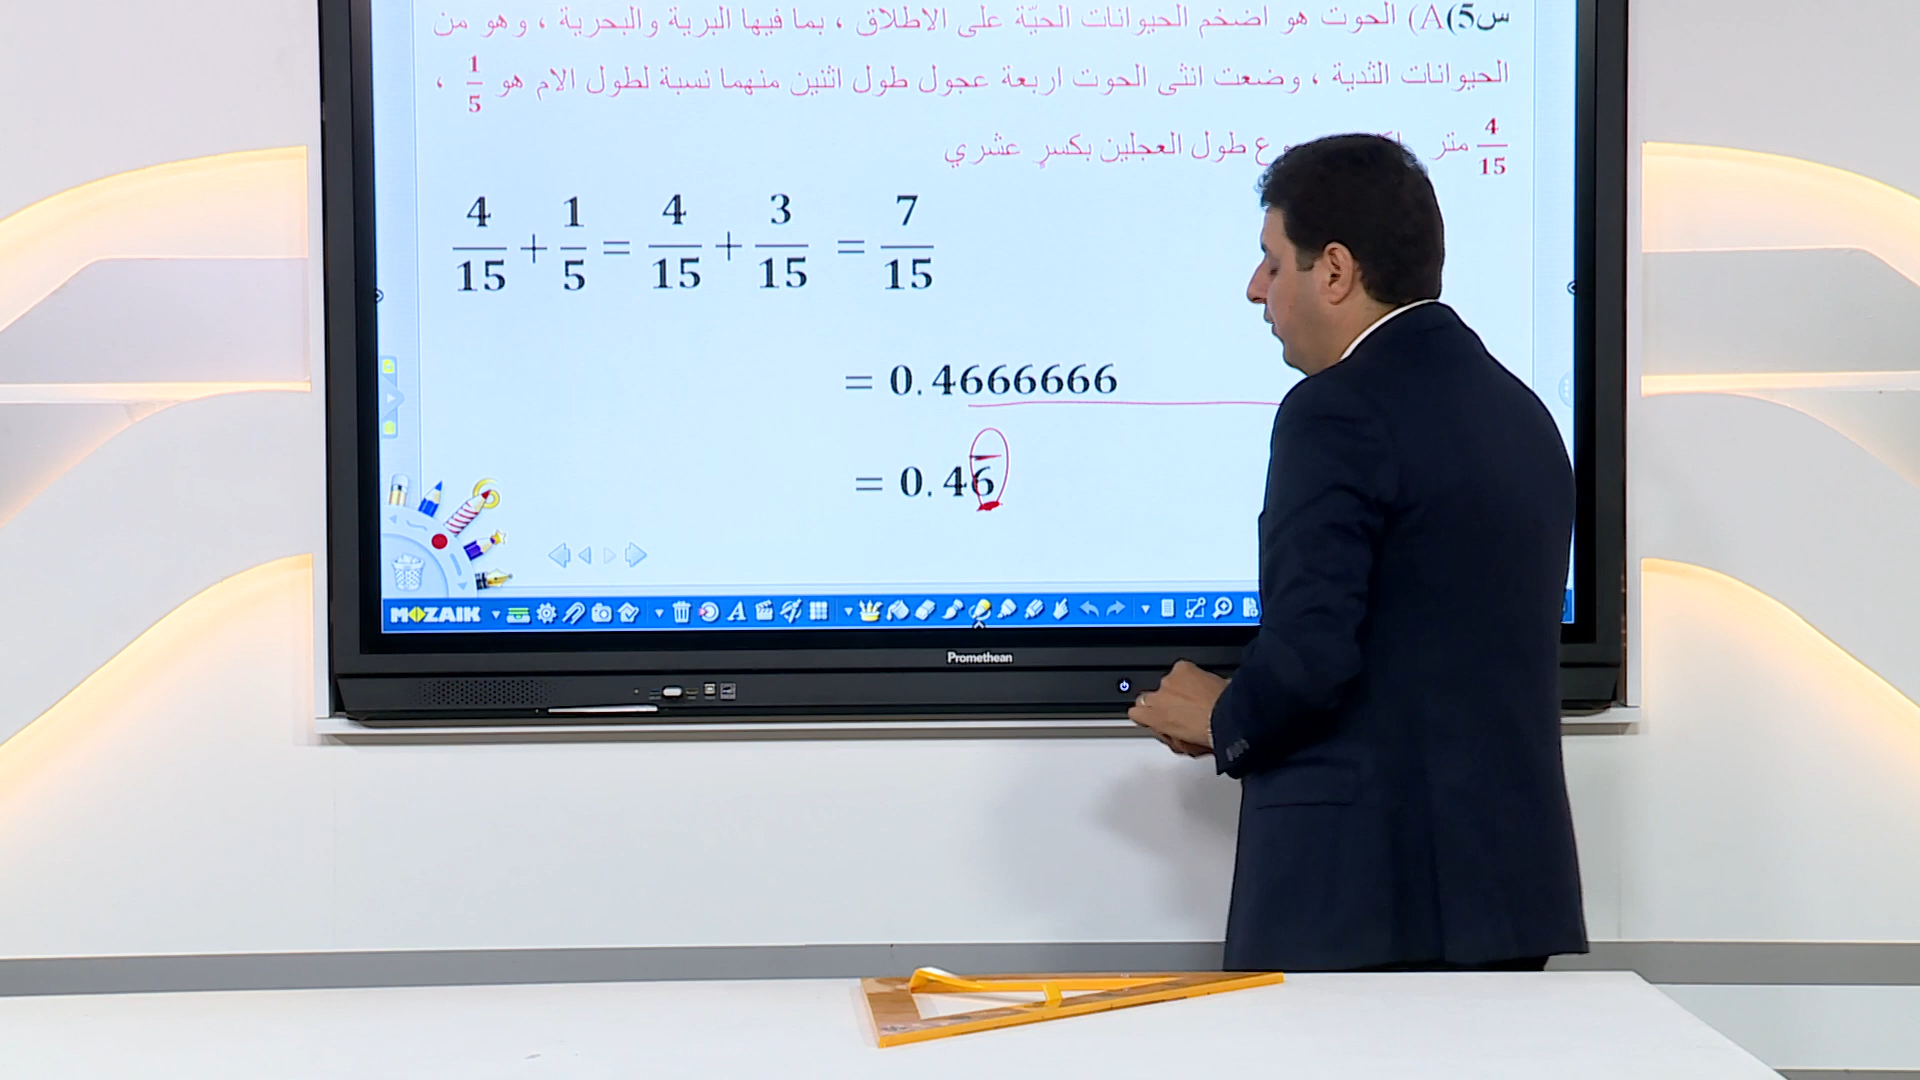 س5)A) الحوت هو اضخم الحيوانات الحيّة على الإطلاق ، بما فيها البرية والبحرية ، وهو من
الحيوانات الثدية ، وضعت انثى الحوت اربعة عجول طول اثنين منهما نسبة لطول الام هو 1/5 ،
4/15 متر طول العجلين بكسرٍ عشري
4/15 + 1/5 = 4/15 + 3/15 = 7/15
= 0.4666666
= 0.46̅
MOZAIK
Promethean